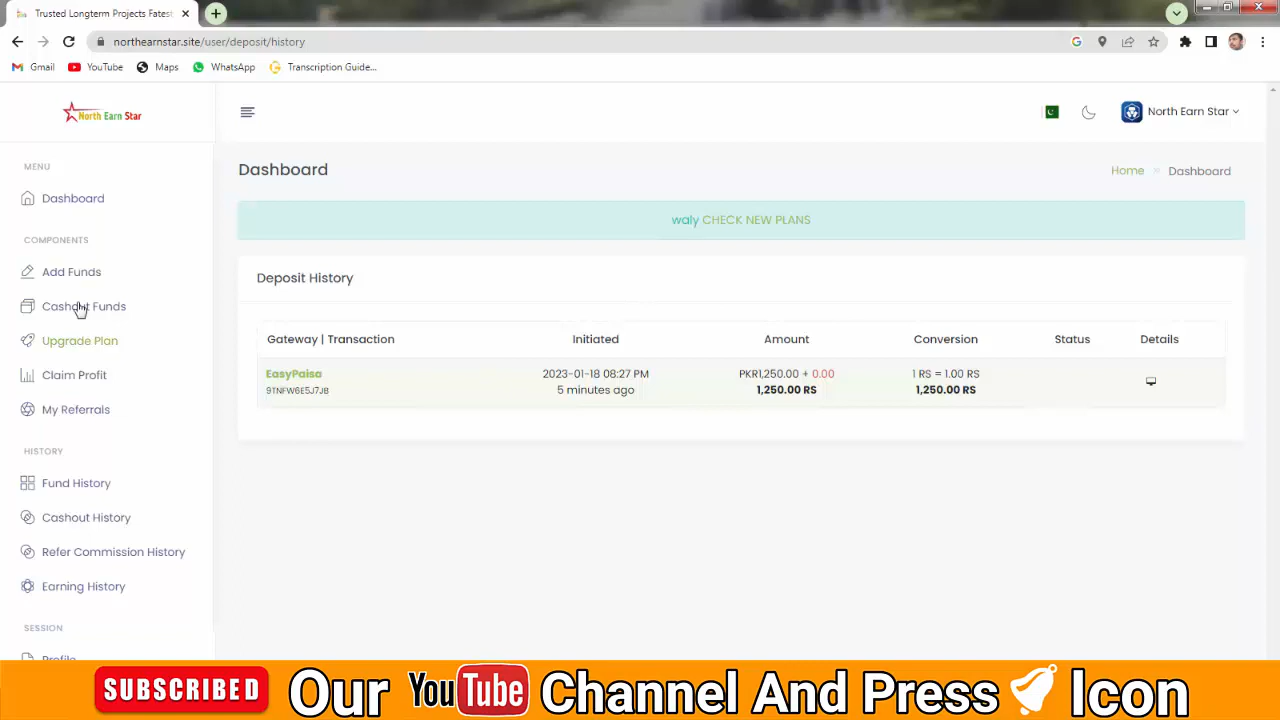 Trusted Longterm Projects Fatest
northearnstar.site/user/deposit/history
Gmail YouTube Maps WhatsApp Transcription Guide...
North Earn Star
North Earn Star
MENU
Dashboard
COMPONENTS
Add Funds
Cashout Funds
Upgrade Plan
Claim Profit
My Referrals
HISTORY
Fund History
Cashout History
Refer Commission History
Earning History
SESSION
Profile
Dashboard
Home » Dashboard
waly CHECK NEW PLANS
Deposit History
Gateway | Transaction Initiated Amount Conversion Status Details
EasyPaisa 2023-01-18 08:27 PM PKR1,250.00 + 0.00 1 RS = 1.00 RS
9TNFW6E5J7JB 5 minutes ago 1,250.00 RS 1,250.00 RS
SUBSCRIBED Our YouTube Channel And Press Icon